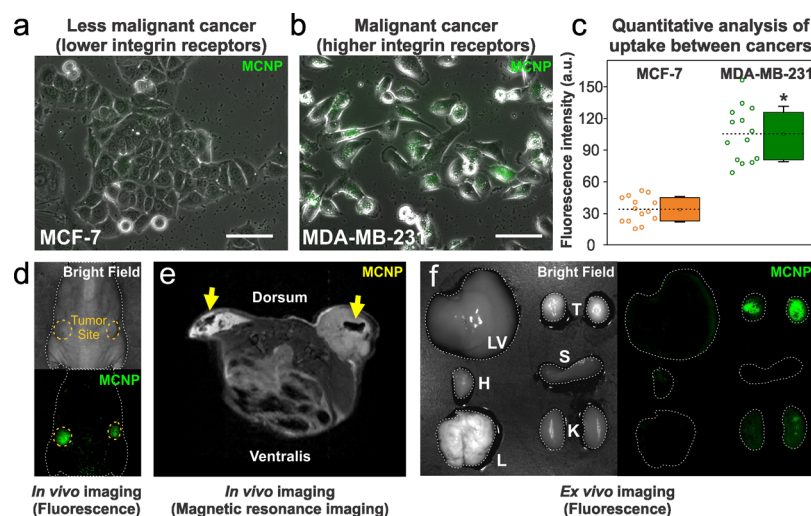 a
Less malignant cancer
(lower integrin receptors)
MCNP
MCF-7
b
Malignant cancer
(higher integrin receptors)
MCNP
MDA-MB-231
c
Quantitative analysis of
uptake between cancers
MCF-7
MDA-MB-231
*
Fluorescence intensity (a.u.)
150
120
90
60
30
0
d
Bright Field
Tumor
Site
MCNP
In vivo imaging
(Fluorescence)
e
MCNP
Dorsum
Ventralis
In vivo imaging
(Magnetic resonance imaging)
f
Bright Field
MCNP
LV
T
H
S
L
K
Ex vivo imaging
(Fluorescence)